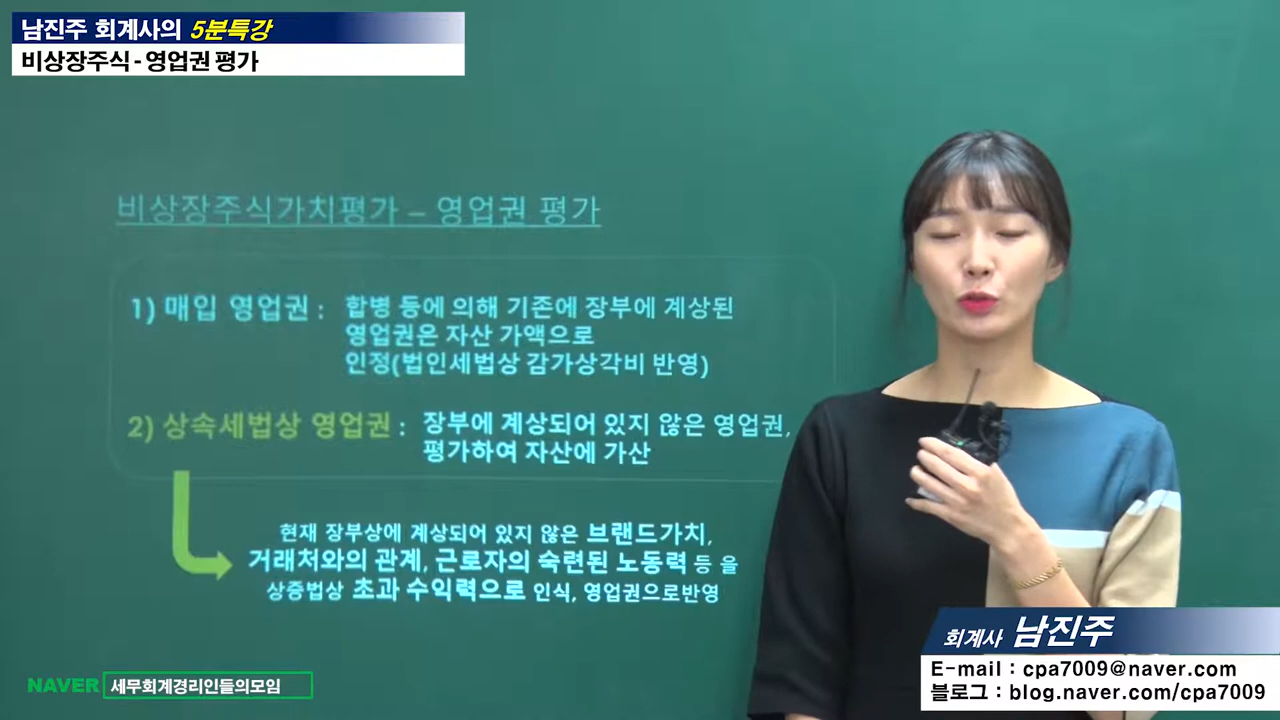 남진주 회계사의 5분특강
비상장주식 - 영업권 평가
비상장주식가치평가 – 영업권 평가
1) 매입 영업권 : 합병 등에 의해 기존에 장부에 계상된
영업권은 자산 가액으로
인정(법인세법상 감가상각비 반영)
2) 상속세법상 영업권 : 장부에 계상되어 있지 않은 영업권,
평가하여 자산에 가산
현재 장부상에 계상되어 있지 않은 브랜드가치,
거래처와의 관계, 근로자의 숙련된 노동력 등 을
상증법상 초과 수익력으로 인식, 영업권으로반영
회계사 남진주
E-mail : cpa7009@naver.com
블로그 : blog.naver.com/cpa7009
NAVER 세무회계경리인들의모임